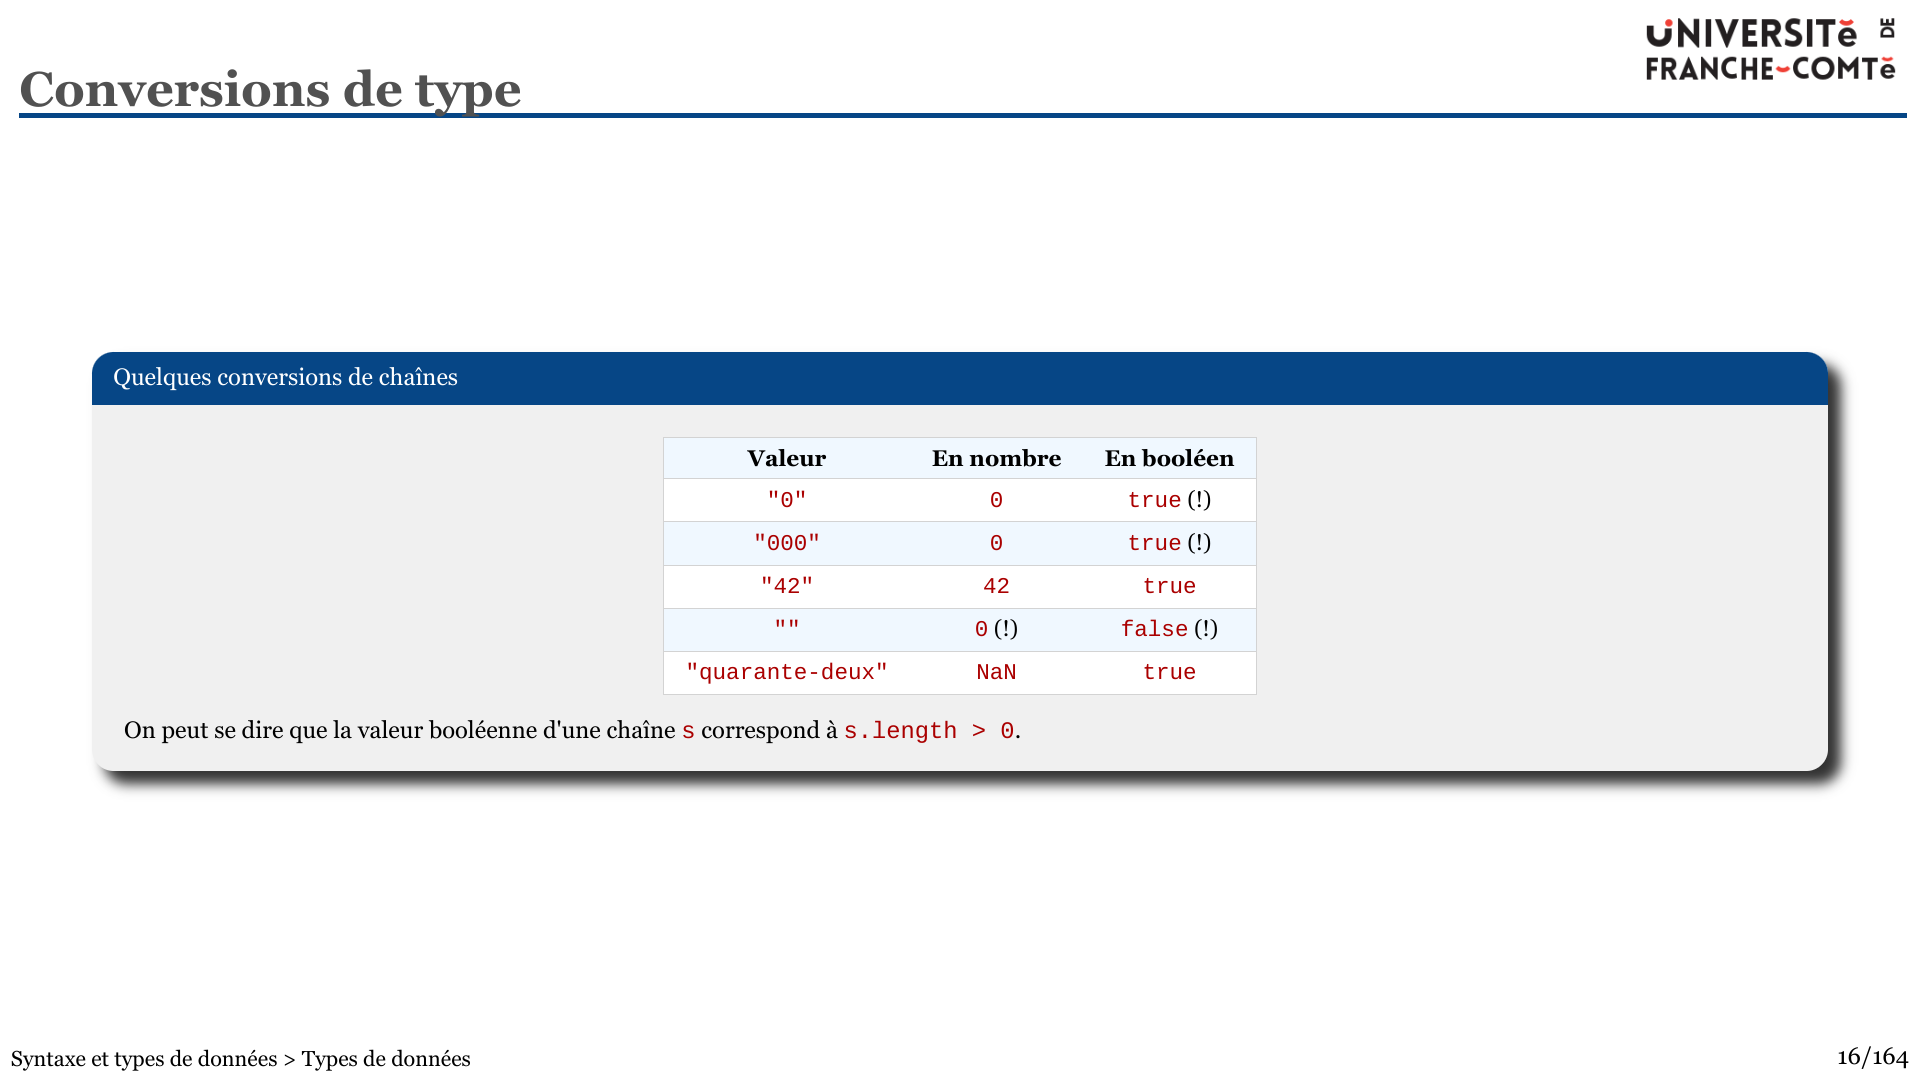 UNIVERSITĕ DE
FRANCHE-COMTĕ
Conversions de type
Quelques conversions de chaînes
Valeur En nombre En booléen
"0" 0 true (!)
"000" 0 true (!)
"42" 42 true
"" 0 (!) false (!)
"quarante-deux" NaN true
On peut se dire que la valeur booléenne d'une chaîne s correspond à s.length > 0.
Syntaxe et types de données > Types de données
16/164